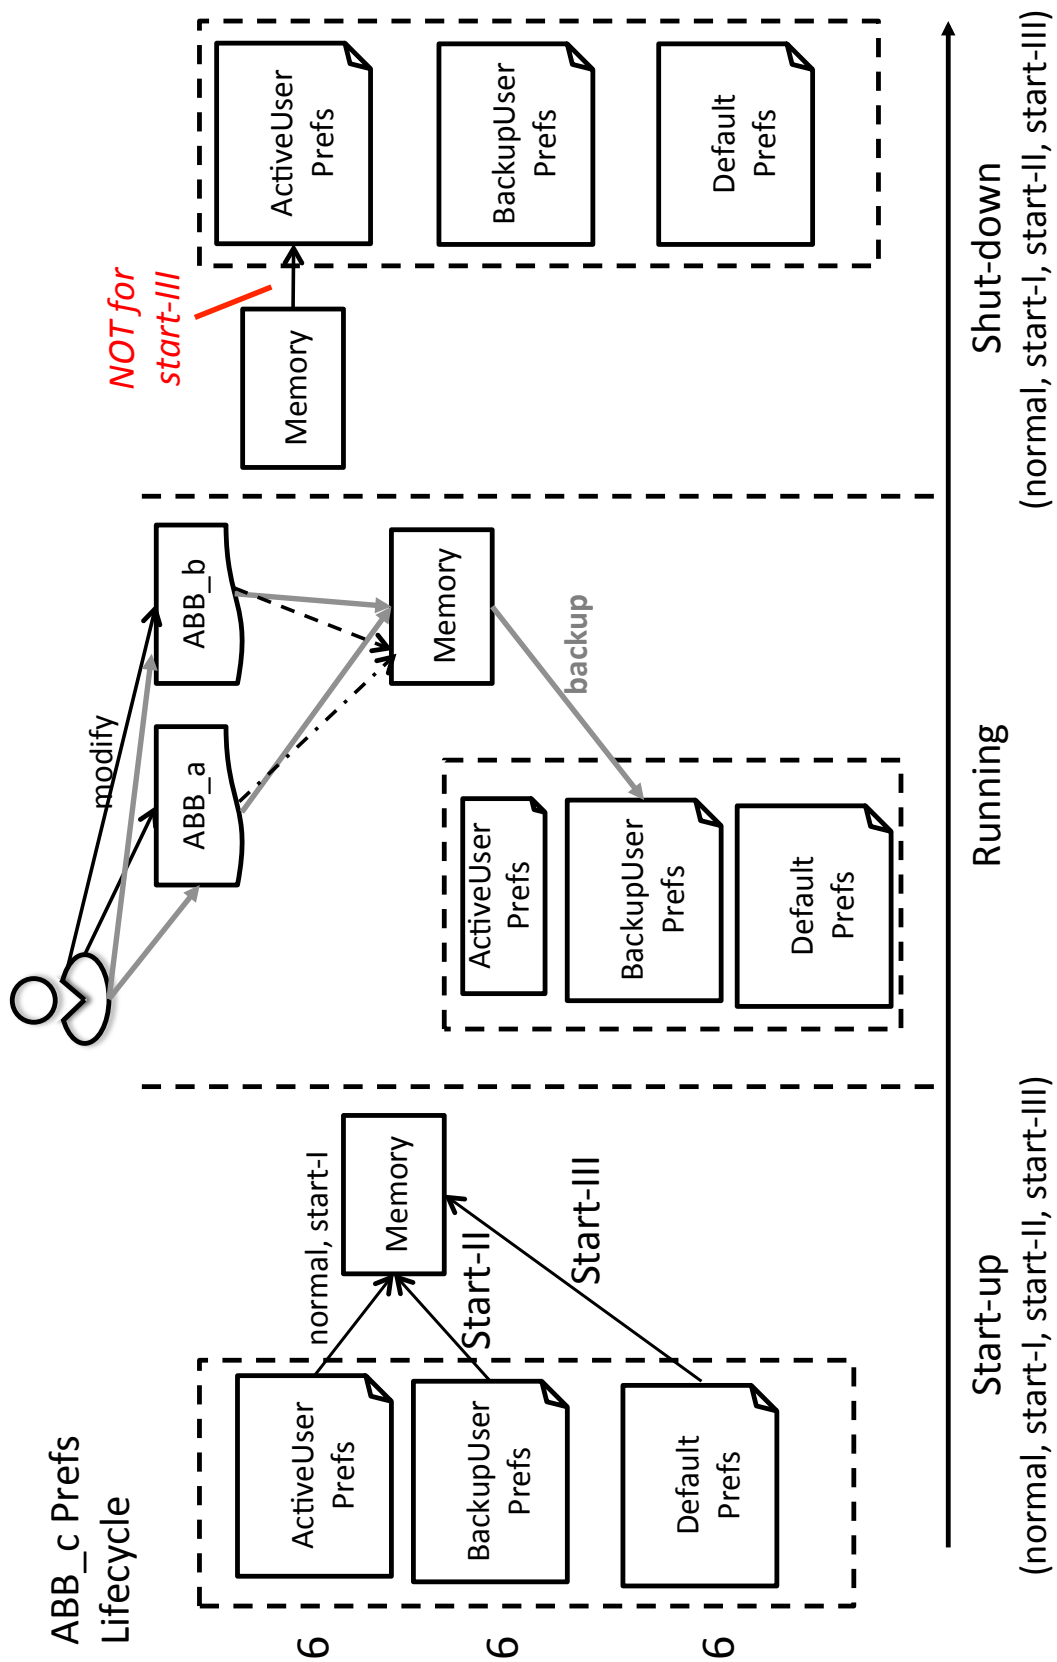 ABB_c Prefs
Lifecycle
6
6
6
ActiveUser
Prefs
BackupUser
Prefs
Default
Prefs
normal, start-I
Start-II
Start-III
Memory
Start-up
(normal, start-I, start-II, start-III)
modify
ABB_a
ABB_b
Memory
backup
ActiveUser
Prefs
BackupUser
Prefs
Default
Prefs
Running
NOT for
start-III
Memory
ActiveUser
Prefs
BackupUser
Prefs
Default
Prefs
Shut-down
(normal, start-I, start-II, start-III)